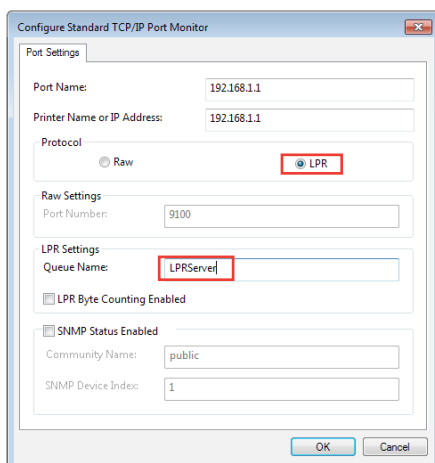 Configure Standard TCP/IP Port Monitor
Port Settings
Port Name: 192.168.1.1
Printer Name or IP Address: 192.168.1.1
Protocol
Raw LPR
Raw Settings
Port Number: 9100
LPR Settings
Queue Name: LPRServer
LPR Byte Counting Enabled
SNMP Status Enabled
Community Name: public
SNMP Device Index: 1
OK Cancel